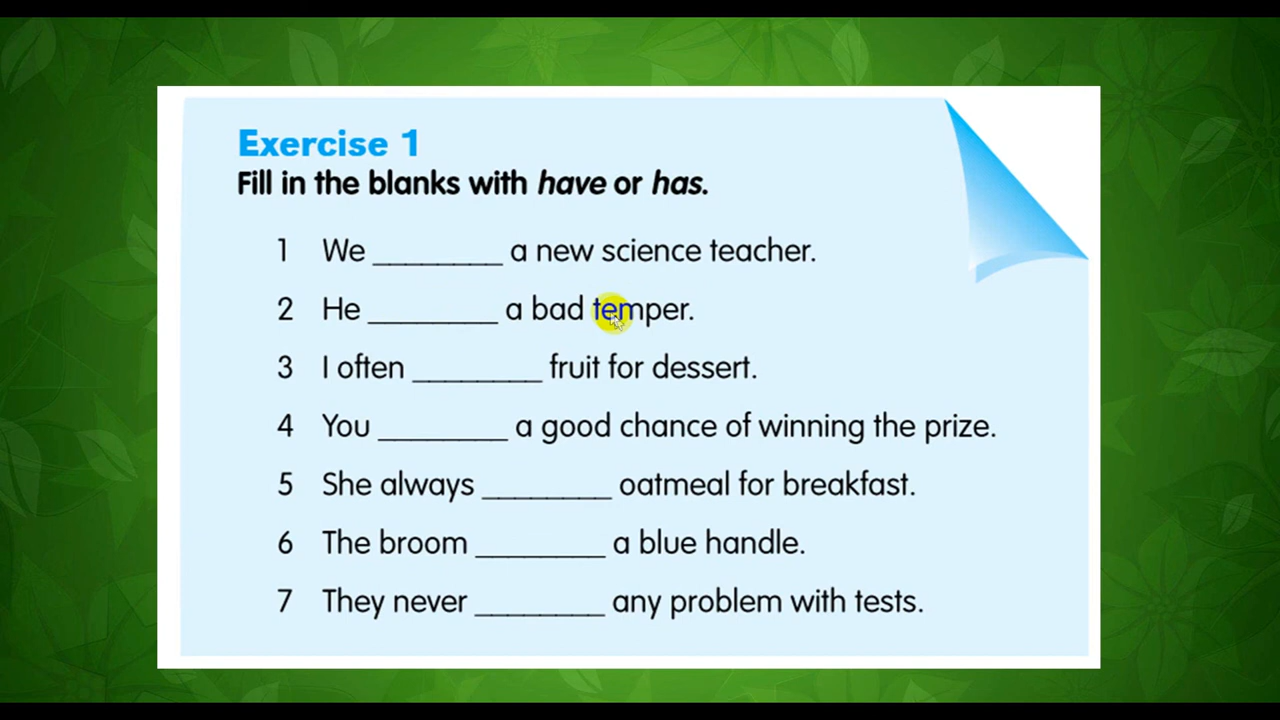 Exercise 1
Fill in the blanks with have or has.
1 We ________ a new science teacher.
2 He ________ a bad temper.
3 I often ________ fruit for dessert.
4 You ________ a good chance of winning the prize.
5 She always ________ oatmeal for breakfast.
6 The broom ________ a blue handle.
7 They never ________ any problem with tests.